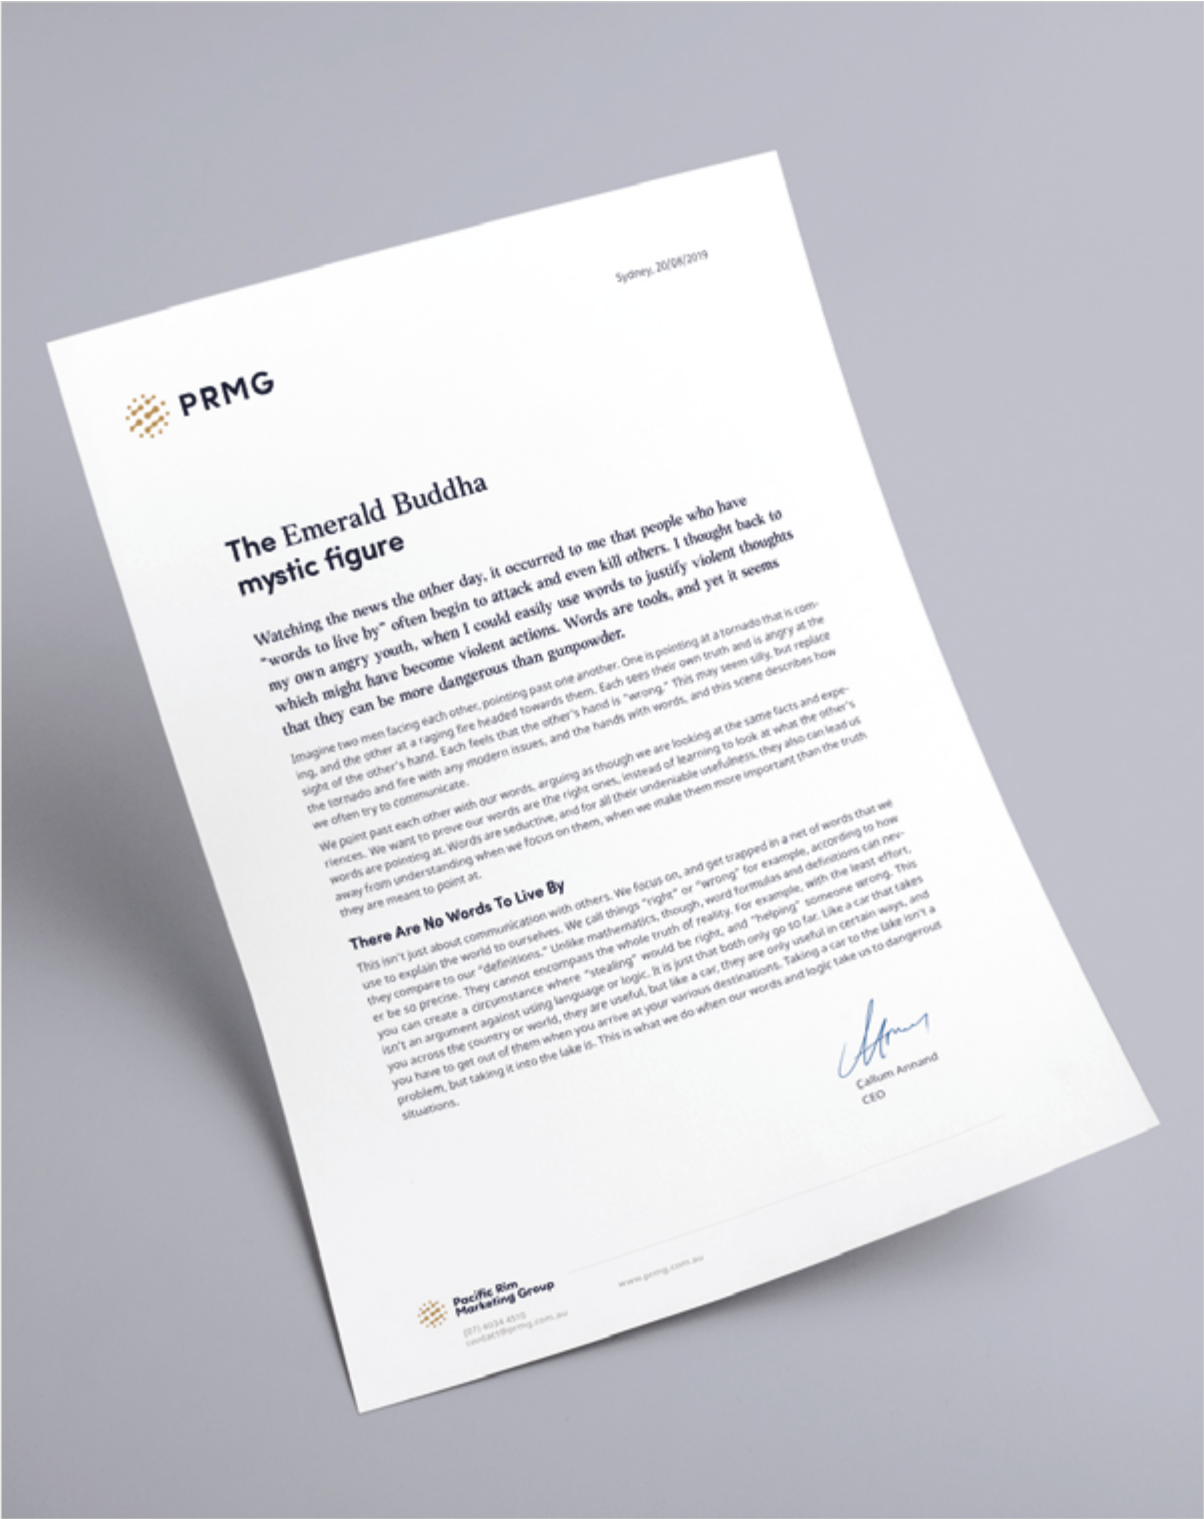 Sydney, 20/08/2019
PRMG
The Emerald Buddha
mystic figure
Watching the news the other day, it occurred to me that people who have
"words to live by" often begin to attack and even kill others. I thought back to
my own angry youth, when I could easily use words to justify violent thoughts
which might have become violent actions. Words are tools, and yet it seems
that they can be more dangerous than gunpowder.
Imagine two men facing each other, pointing past one another. One is pointing at a tornado that is com-
ing, and the other at a raging fire headed towards them. Each sees their own truth and is angry at the
sight of the other's hand. Each feels that the other's hand is "wrong." This may seem silly, but replace
the tornado and fire with any modern issues, and the hands with words, and this scene describes how
we often try to communicate.
We point past each other with our words, arguing as though we are looking at the same facts and expe-
riences. We want to prove our words are the right ones, instead of learning to look at what the other's
words are pointing at. Words are seductive, and for all their undeniable usefulness, they also can lead us
away from understanding when we focus on them, when we make them more important than the truth
they are meant to point at.
There Are No Words To Live By
This isn't just about communication with others. We focus on, and get trapped in a net of words that we
use to explain the world to ourselves. We call things "right" or "wrong" for example, according to how
they compare to our "definitions." Unlike mathematics, though, word formulas and definitions can nev-
er be so precise. They cannot encompass the whole truth of reality. For example, with the least effort,
you can create a circumstance where "stealing" would be right, and "helping" someone wrong. This
isn't an argument against using language or logic. It is just that both only go so far. Like a car that takes
you across the country or world, they are useful, but like a car, they are only useful in certain ways, and
you have to get out of them when you arrive at your various destinations. Taking a car to the lake isn't a
problem, but taking it into the lake is. This is what we do when our words and logic take us to dangerous
situations.
Callum Annand
CEO
Pacific Rim
Marketing Group
www.prmg.com.au
(07) 4034 4510
contact@prmg.com.au